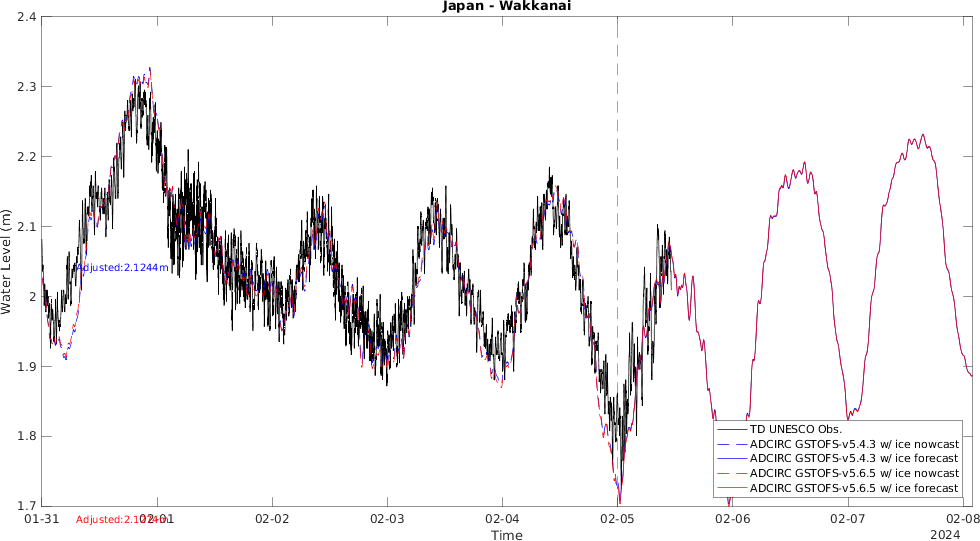 Japan - Wakkanai
2.4
2.3
2.2
2.1
2
1.9
1.8
1.7
Water Level (m)
Adjusted:2.1244m
TD UNESCO Obs.
ADCIRC GSTOFS-v5.4.3 w/ ice nowcast
ADCIRC GSTOFS-v5.4.3 w/ ice forecast
ADCIRC GSTOFS-v5.6.5 w/ ice nowcast
ADCIRC GSTOFS-v5.6.5 w/ ice forecast
01-31 02-01 02-02 02-03 02-04 02-05 02-06 02-07 02-08
Time
2024